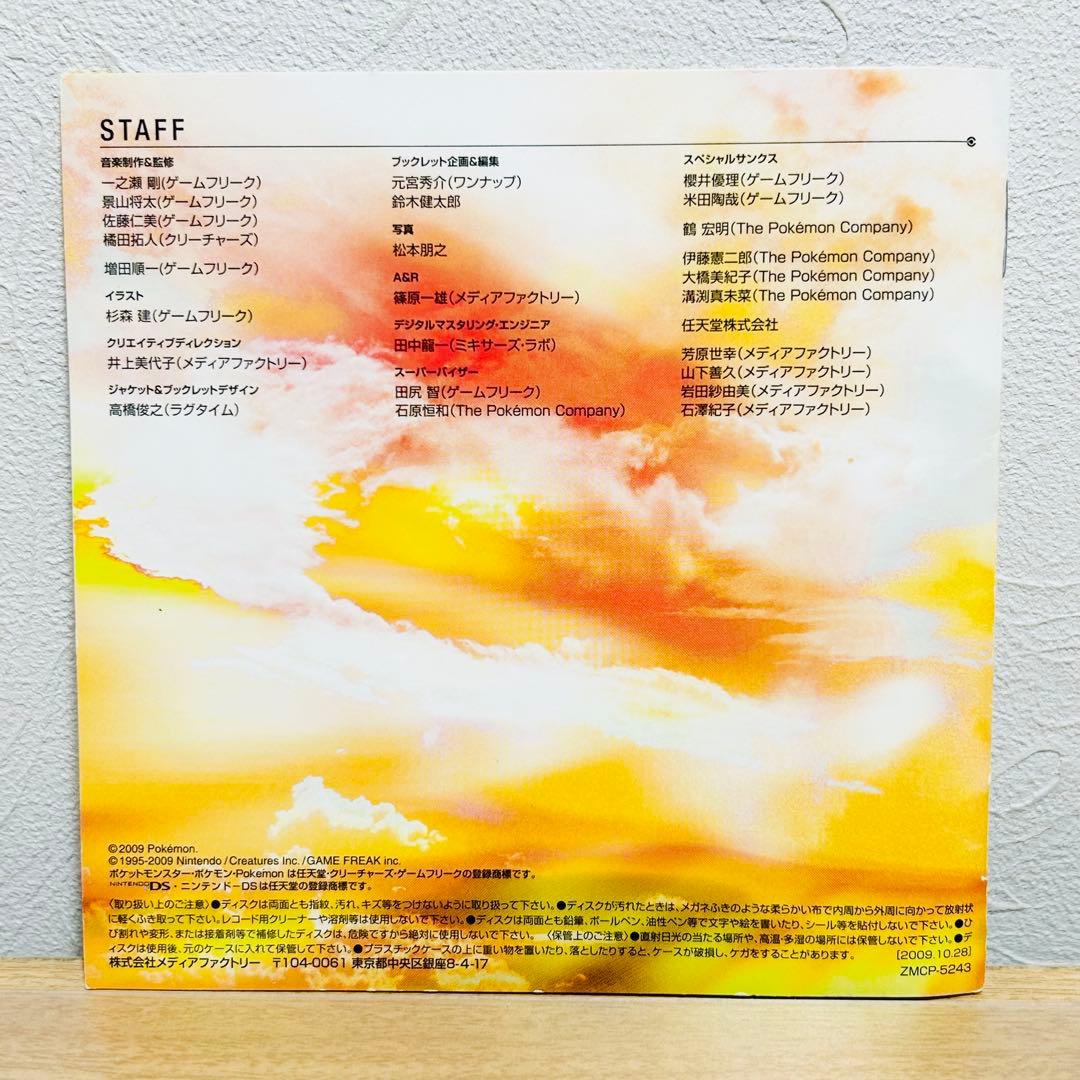 STAFF
音楽制作&監修
一之瀬 剛(ゲームフリーク)
景山将太(ゲームフリーク)
佐藤仁美(ゲームフリーク)
橘田拓人(クリーチャーズ)
増田順一(ゲームフリーク)
イラスト
杉森 建(ゲームフリーク)
クリエイティブディレクション
井上美代子(メディアファクトリー)
ジャケット&ブックレットデザイン
高橋俊之(ラグタイム)
ブックレット企画&編集
元宮秀介(ワンナップ)
鈴木健太郎
写真
松本朋之
A&R
篠原一雄(メディアファクトリー)
デジタルマスタリング・エンジニア
田中龍一(ミキサーズ・ラボ)
スーパーバイザー
田尻 智(ゲームフリーク)
石原恒和(The Pokémon Company)
スペシャルサンクス
櫻井優理(ゲームフリーク)
米田陶哉(ゲームフリーク)
鶴 宏明(The Pokémon Company)
伊藤憲二郎(The Pokémon Company)
大橋美紀子(The Pokémon Company)
溝渕真未菜(The Pokémon Company)
任天堂株式会社
芳原世幸(メディアファクトリー)
山下善久(メディアファクトリー)
岩田紗由美(メディアファクトリー)
石澤紀子(メディアファクトリー)
©2009 Pokémon.
©1995-2009 Nintendo/Creatures Inc./GAME FREAK inc.
ポケットモンスター・ポケモン・Pokemon は任天堂・クリーチャーズ・ゲームフリークの登録商標です。
NINTENDO DS・ニンテンドーDSは任天堂の登録商標です。
〈取り扱い上のご注意〉●ディスクは両面とも指紋、汚れ、キズ等をつけないように取り扱って下さい。●ディスクが汚れたときは、メガネふきのような柔らかい布で内周から外周に向かって放射状
に軽くふき取って下さい。レコード用クリーナーや溶剤等は使用しないで下さい。●ディスクは両面とも鉛筆、ボールペン、油性ペン等で文字や絵を書いたり、シール等を貼付しないで下さい。●ひ
び割れや変形、または接着剤等で補修したディスクは、危険ですから絶対に使用しないで下さい。 〈保管上のご注意〉●直射日光の当たる場所や、高温・多湿の場所には保管しないで下さい。●デ
ィスクは使用後、元のケースに入れて保管して下さい。●プラスチックケースの上に重い物を置いたり、落としたりすると、ケースが破損し、ケガをすることがあります。 [2009.10.28]
株式会社メディアファクトリー 〒104-0061 東京都中央区銀座8-4-17
ZMCP-5243